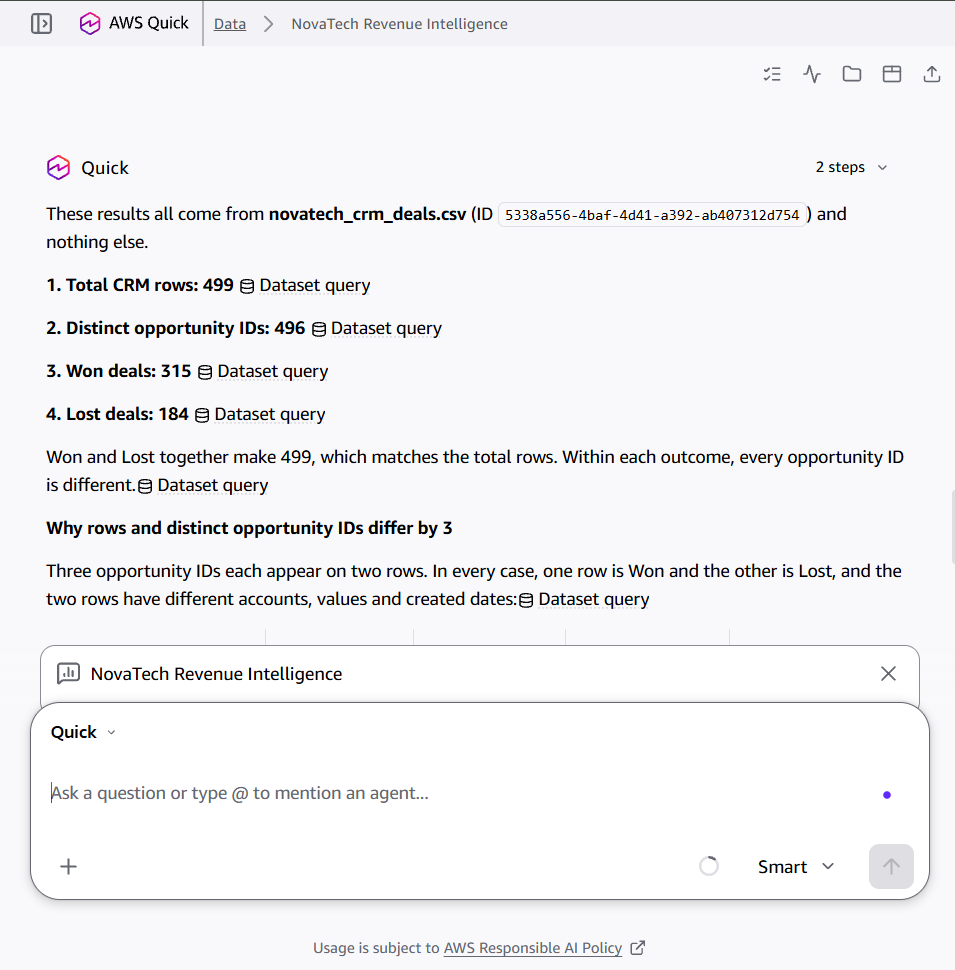 AWS Quick
Data
NovaTech Revenue Intelligence
Quick
2 steps
These results all come from novatech_crm_deals.csv (ID 5338a556-4baf-4d41-a392-ab407312d754) and
nothing else.
1. Total CRM rows: 499 Dataset query
2. Distinct opportunity IDs: 496 Dataset query
3. Won deals: 315 Dataset query
4. Lost deals: 184 Dataset query
Won and Lost together make 499, which matches the total rows. Within each outcome, every opportunity ID
is different. Dataset query
Why rows and distinct opportunity IDs differ by 3
Three opportunity IDs each appear on two rows. In every case, one row is Won and the other is Lost, and the
two rows have different accounts, values and created dates: Dataset query
NovaTech Revenue Intelligence
Quick
Ask a question or type @ to mention an agent...
Smart
Usage is subject to AWS Responsible AI Policy